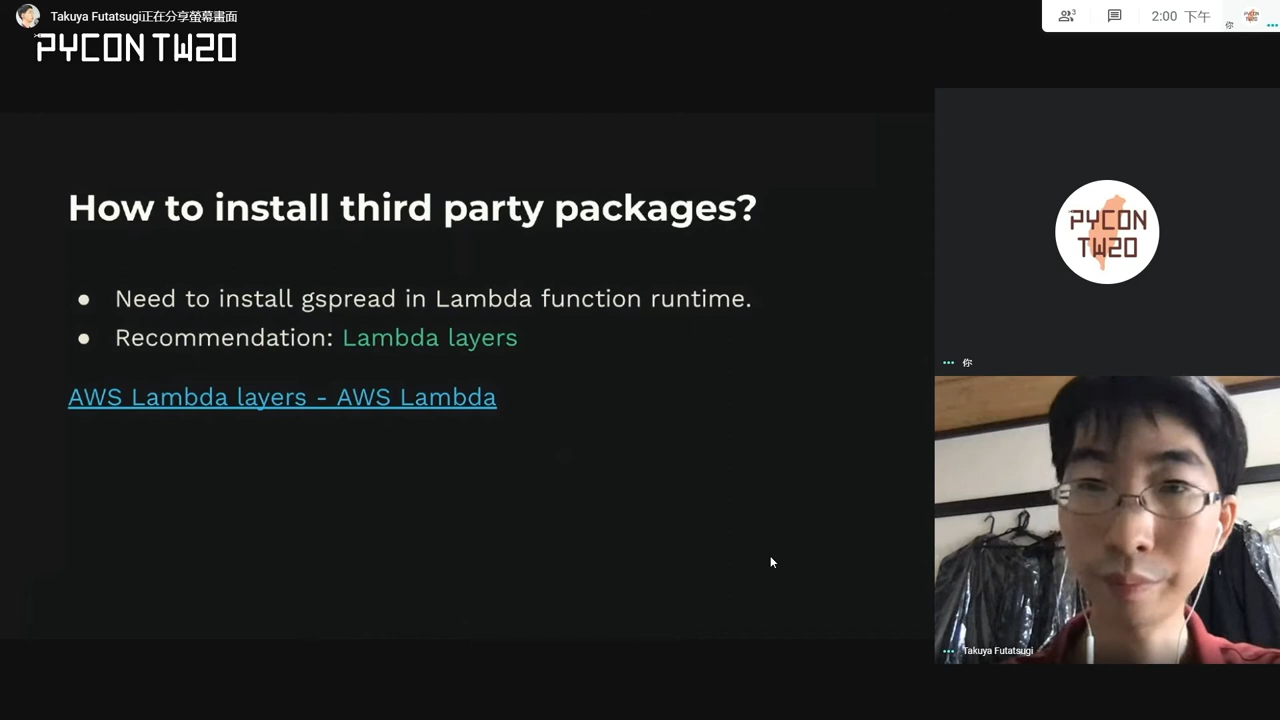 Takuya Futatsugi正在分享螢幕畫面
PYCON TW20
3
2:00 下午
你
How to install third party packages?
● Need to install gspread in Lambda function runtime.
● Recommendation: Lambda layers
AWS Lambda layers - AWS Lambda
PYCON
TW20
你
Takuya Futatsugi